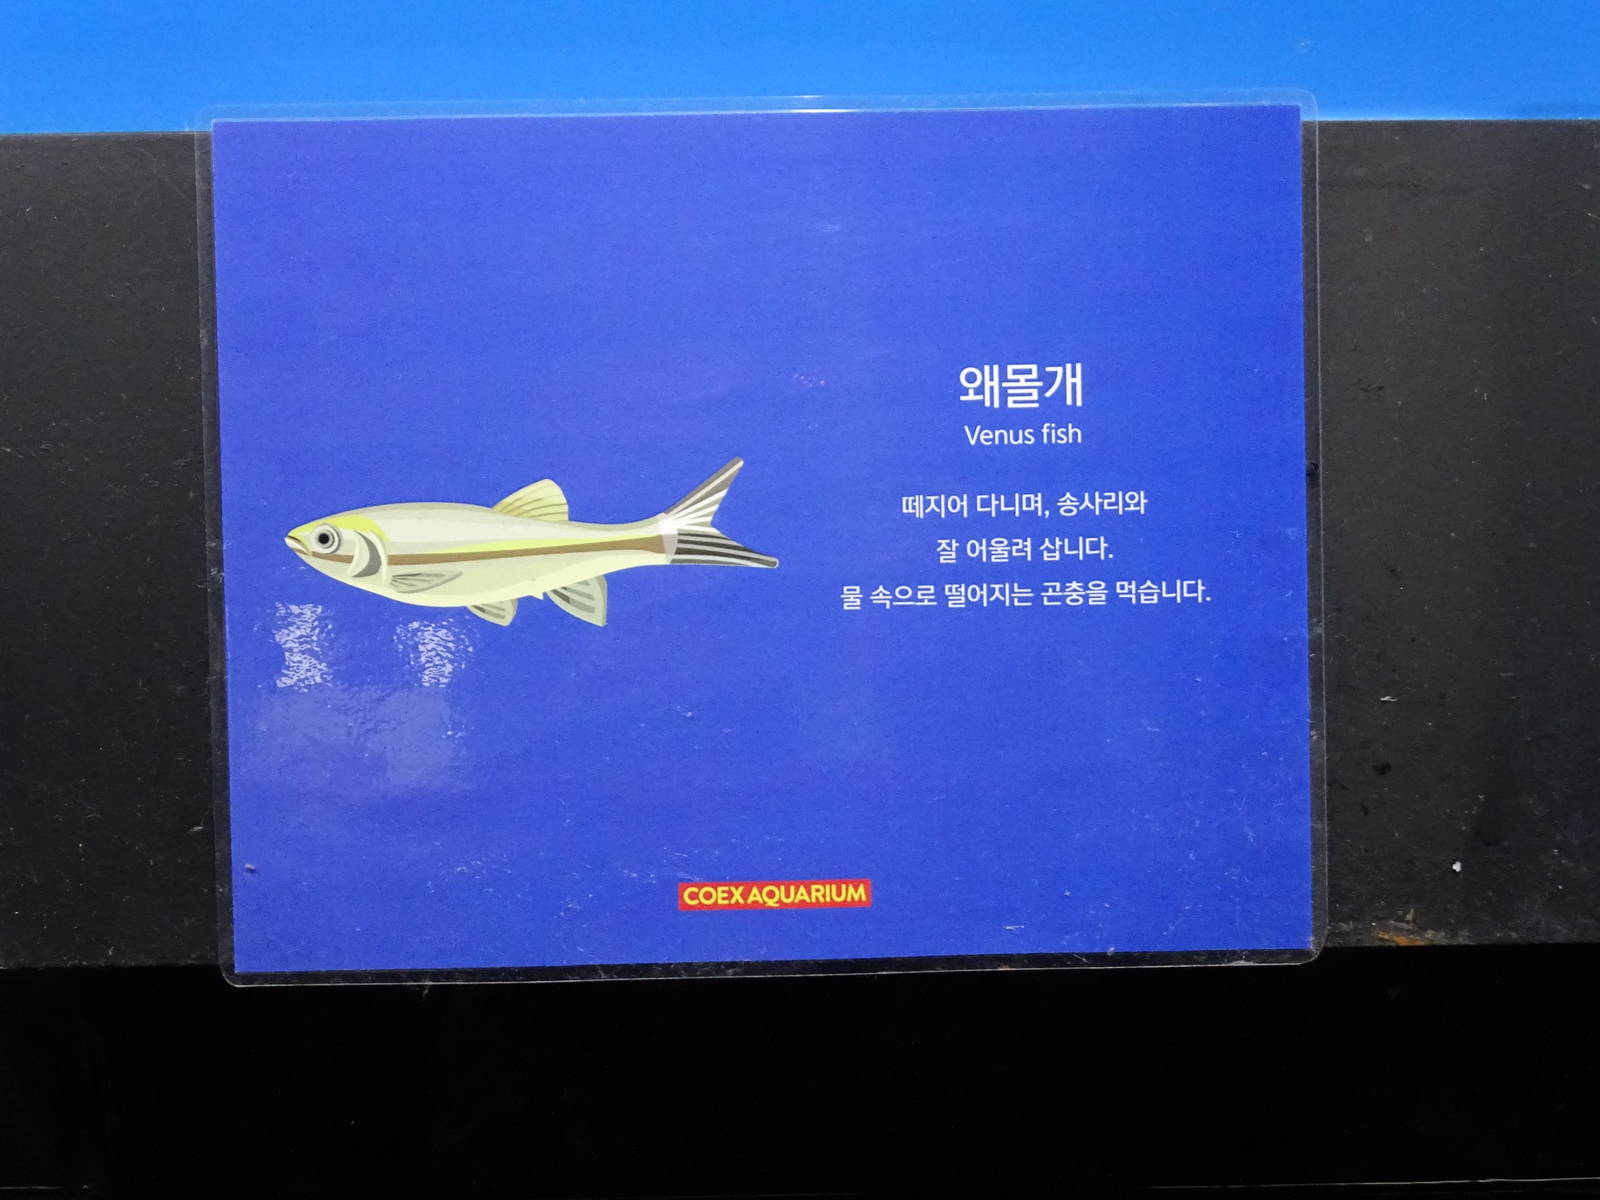 왜몰개
Venus fish
떼지어 다니며, 송사리와
잘 어울려 삽니다.
물 속으로 떨어지는 곤충을 먹습니다.
COEX AQUARIUM